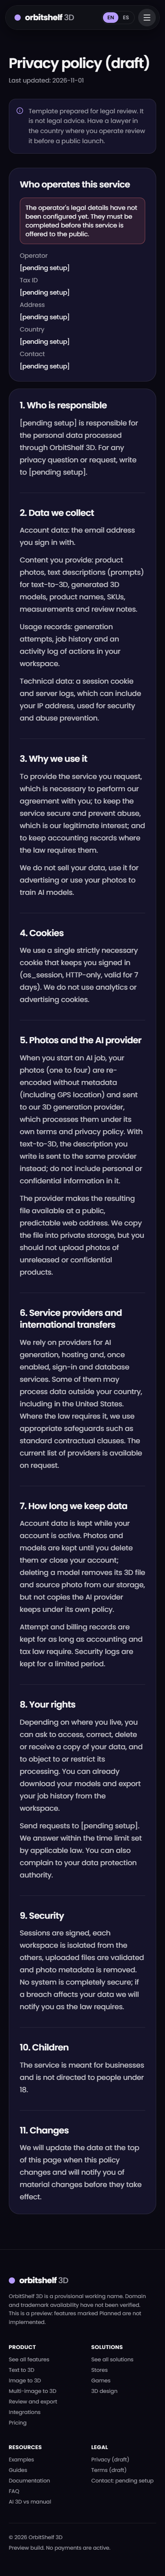 orbitshelf 3D
EN ES
Privacy policy (draft)
Last updated: 2026-11-01
Template prepared for legal review. It
is not legal advice. Have a lawyer in
the country where you operate review
it before a public launch.
Who operates this service
The operator's legal details have not
been configured yet. They must be
completed before this service is
offered to the public.
Operator
[pending setup]
Tax ID
[pending setup]
Address
[pending setup]
Country
[pending setup]
Contact
[pending setup]
1. Who is responsible
[pending setup] is responsible for
the personal data processed
through OrbitShelf 3D. For any
privacy question or request, write
to [pending setup].
2. Data we collect
Account data: the email address
you sign in with.
Content you provide: product
photos, text descriptions (prompts)
for text-to-3D, generated 3D
models, product names, SKUs,
measurements and review notes.
Usage records: generation
attempts, job history and an
activity log of actions in your
workspace.
Technical data: a session cookie
and server logs, which can include
your IP address, used for security
and abuse prevention.
3. Why we use it
To provide the service you request,
which is necessary to perform our
agreement with you; to keep the
service secure and prevent abuse,
which is our legitimate interest; and
to keep accounting records where
the law requires them.
We do not sell your data, use it for
advertising or use your photos to
train AI models.
4. Cookies
We use a single strictly necessary
cookie that keeps you signed in
(os_session, HTTP-only, valid for 7
days). We do not use analytics or
advertising cookies.
5. Photos and the AI provider
When you start an AI job, your
photos (one to four) are re-
encoded without metadata
(including GPS location) and sent
to our 3D generation provider,
which processes them under its
own terms and privacy policy. With
text-to-3D, the description you
write is sent to the same provider
instead; do not include personal or
confidential information in it.
The provider makes the resulting
file available at a public,
predictable web address. We copy
the file into private storage, but you
should not upload photos of
unreleased or confidential
products.
6. Service providers and
international transfers
We rely on providers for AI
generation, hosting and, once
enabled, sign-in and database
services. Some of them may
process data outside your country,
including in the United States.
Where the law requires it, we use
appropriate safeguards such as
standard contractual clauses. The
current list of providers is available
on request.
7. How long we keep data
Account data is kept while your
account is active. Photos and
models are kept until you delete
them or close your account;
deleting a model removes its 3D file
and source photo from our storage,
but not copies the AI provider
keeps under its own policy.
Attempt and billing records are
kept for as long as accounting and
tax law require. Security logs are
kept for a limited period.
8. Your rights
Depending on where you live, you
can ask to access, correct, delete
or receive a copy of your data, and
to object to or restrict its
processing. You can already
download your models and export
your job history from the
workspace.
Send requests to [pending setup].
We answer within the time limit set
by applicable law. You can also
complain to your data protection
authority.
9. Security
Sessions are signed, each
workspace is isolated from the
others, uploaded files are validated
and photo metadata is removed.
No system is completely secure; if
a breach affects your data we will
notify you as the law requires.
10. Children
The service is meant for businesses
and is not directed to people under
18.
11. Changes
We will update the date at the top
of this page when this policy
changes and will notify you of
material changes before they take
effect.
orbitshelf 3D
OrbitShelf 3D is a provisional working name. Domain
and trademark availability have not been verified.
This is a preview: features marked Planned are not
implemented.
PRODUCT
See all features
Text to 3D
Image to 3D
Multi-image to 3D
Review and export
Integrations
Pricing
SOLUTIONS
See all solutions
Stores
Games
3D design
RESOURCES
Examples
Guides
Documentation
FAQ
AI 3D vs manual
LEGAL
Privacy (draft)
Terms (draft)
Contact: pending setup
© 2026 OrbitShelf 3D
Preview build. No payments are active.